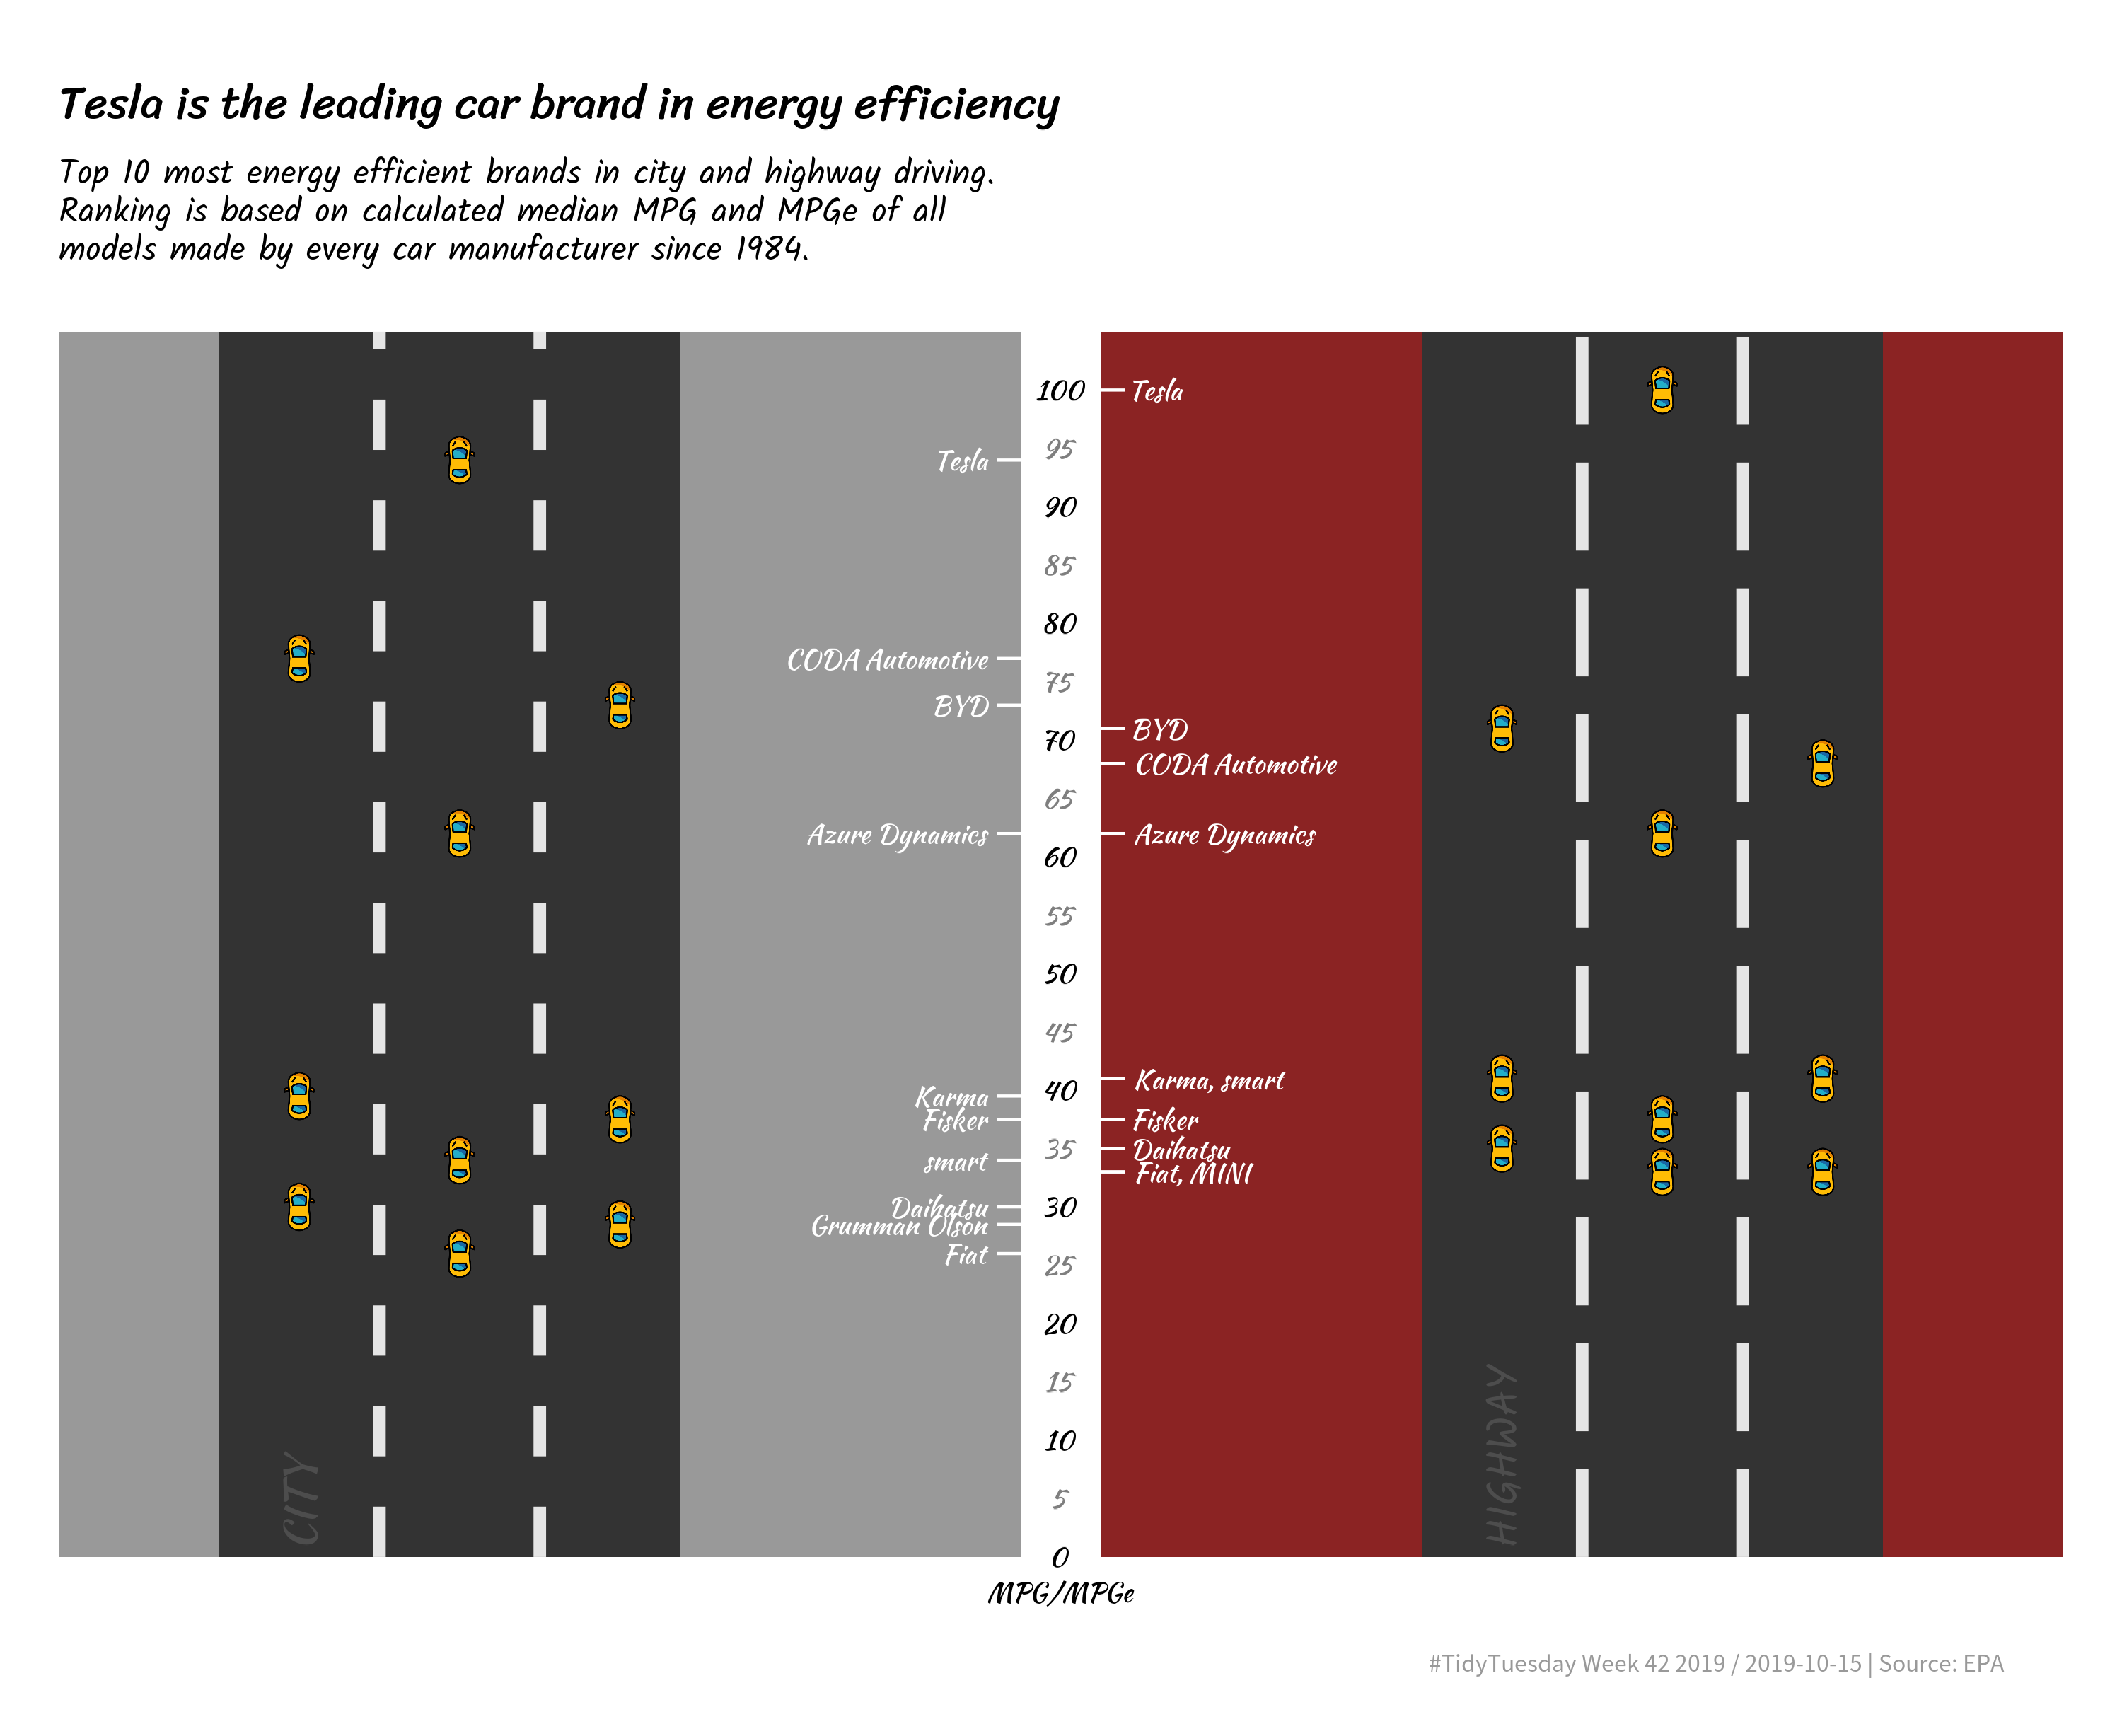 Tesla is the leading car brand in energy efficiency
Top 10 most energy efficient brands in city and highway driving.
Ranking is based on calculated median MPG and MPGe of all
models made by every car manufacturer since 1984.
Tesla
CODA Automotive
BYD
Azure Dynamics
Karma
Fisker
smart
Daihatsu
Grumman Olson
Fiat
CITY
100
95
90
85
80
75
70
65
60
55
50
45
40
35
30
25
20
15
10
5
0
MPG/MPGe
Tesla
BYD
CODA Automotive
Azure Dynamics
Karma, smart
Fisker
Daihatsu
Fiat, MINI
HIGHWAY
#TidyTuesday Week 42 2019 / 2019-10-15 | Source: EPA